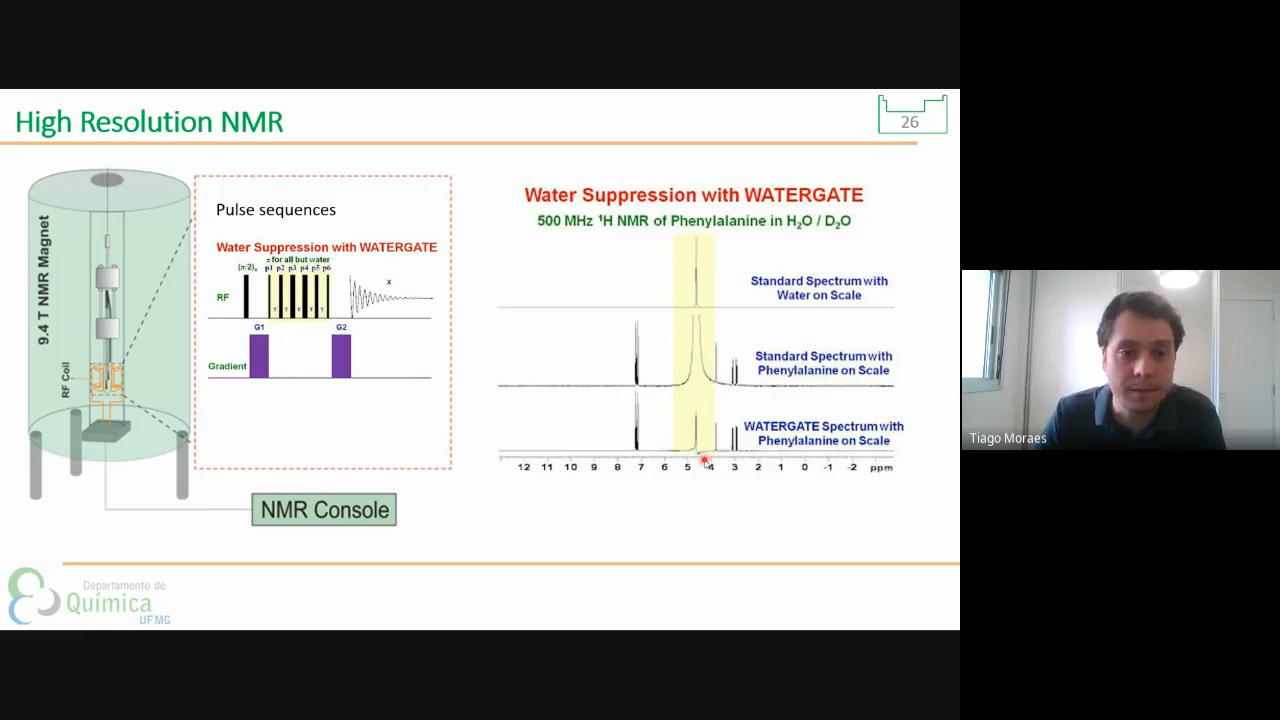 High Resolution NMR
26
9.4 T NMR Magnet
RF Coil
Pulse sequences
Water Suppression with WATERGATE
π for all but water
(π/2)x
p1 p2 p3 p4 p5 p6
x
RF
τ τ τ τ τ
G1
G2
Gradient
NMR Console
Water Suppression with WATERGATE
500 MHz ¹H NMR of Phenylalanine in H₂O / D₂O
Standard Spectrum with
Water on Scale
Standard Spectrum with
Phenylalanine on Scale
WATERGATE Spectrum with
Phenylalanine on Scale
12 11 10 9 8 7 6 5 4 3 2 1 0 -1 -2 ppm
Departamento de
Química
UFMG
Tiago Moraes